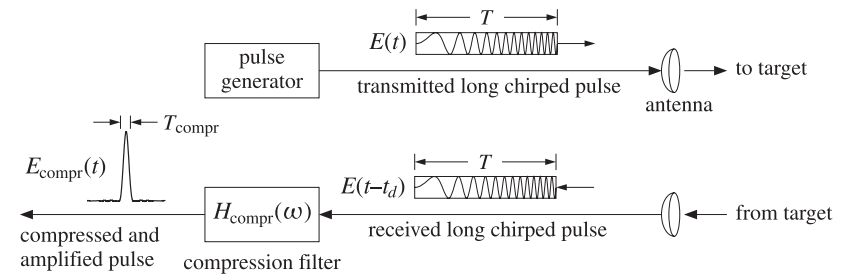 T
E(t)
pulse
generator
transmitted long chirped pulse
antenna
to target
T_compr
E_compr(t)
T
E(t–t_d)
H_compr(ω)
received long chirped pulse
from target
compressed and
amplified pulse
compression filter